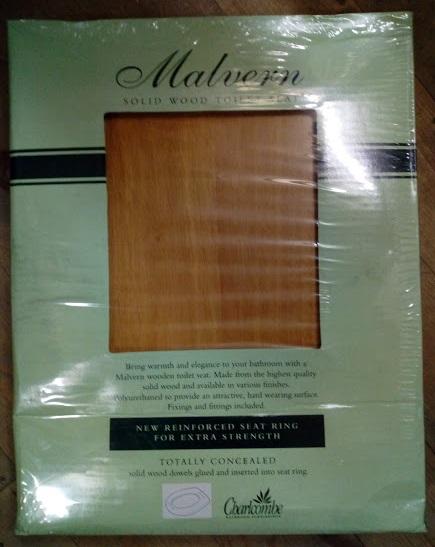 Malvern
SOLID WOOD TOILET SEAT
Bring warmth and elegance to your bathroom with a
Malvern wooden toilet seat. Made from the highest quality
solid wood and available in various finishes.
Polyurethaned to provide an attractive, hard wearing surface.
Fixings and fittings included.
NEW REINFORCED SEAT RING
FOR EXTRA STRENGTH
TOTALLY CONCEALED
solid wood dowels glued and inserted into seat ring.
Charlcombe